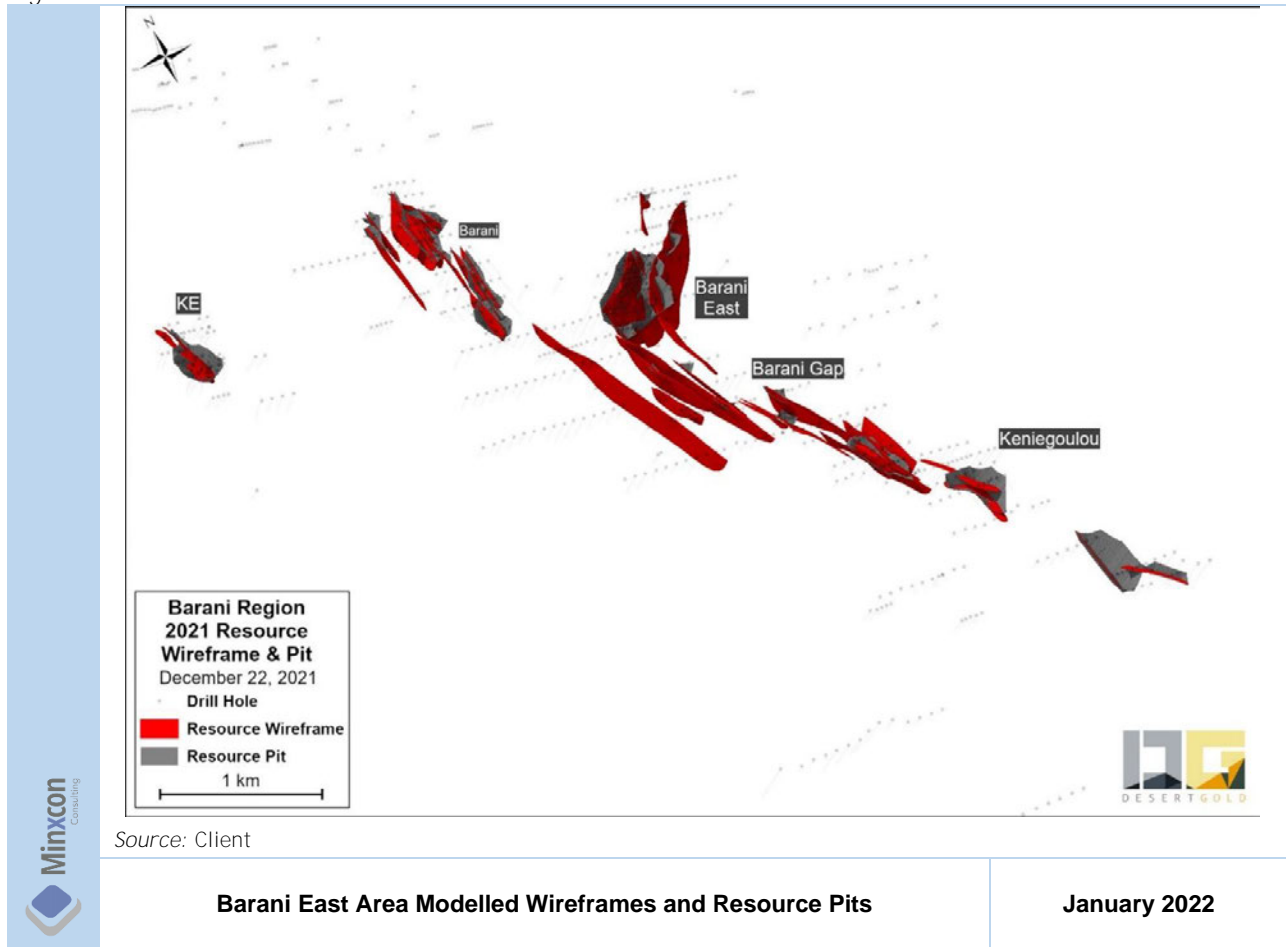 N
Barani
KE
Barani
East
Barani Gap
Keniegoulou
Barani Region
2021 Resource
Wireframe & Pit
December 22, 2021
Drill Hole
Resource Wireframe
Resource Pit
1 km
DESERTGOLD
Minxcon
Consulting
Source: Client
Barani East Area Modelled Wireframes and Resource Pits
January 2022